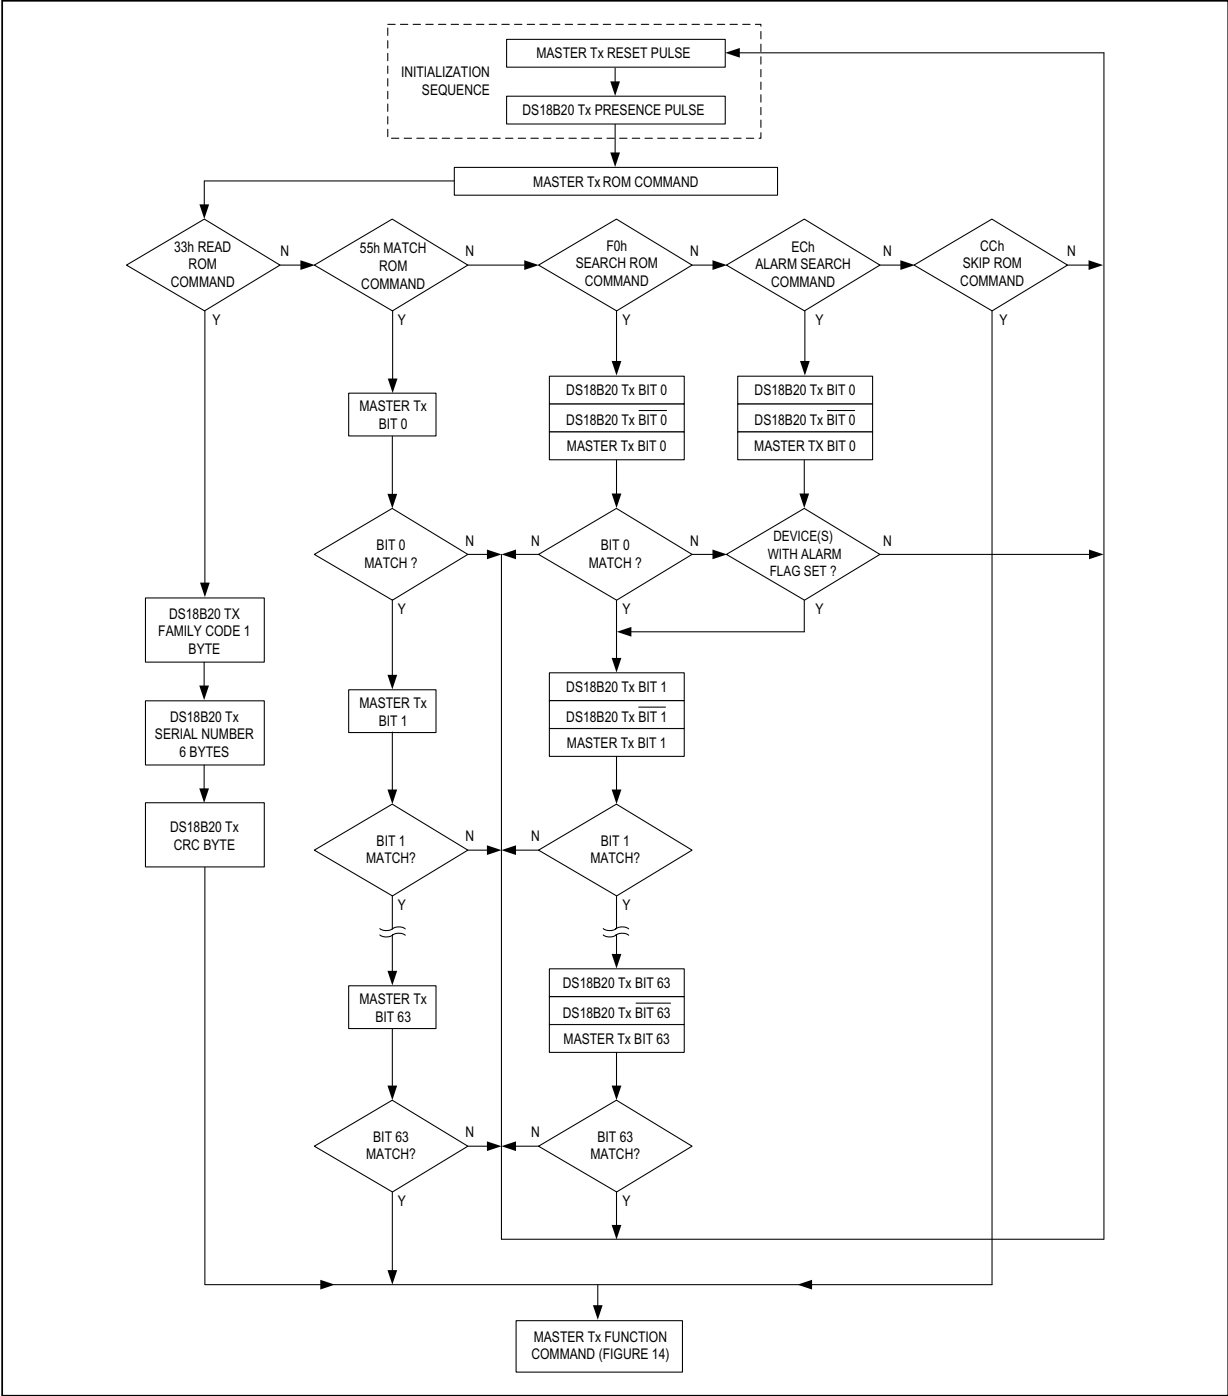 MASTER Tx RESET PULSE
INITIALIZATION
SEQUENCE
DS18B20 Tx PRESENCE PULSE
MASTER Tx ROM COMMAND
33h READ
ROM
COMMAND
N
Y
55h MATCH
ROM
COMMAND
N
Y
F0h
SEARCH ROM
COMMAND
N
Y
ECh
ALARM SEARCH
COMMAND
N
Y
CCh
SKIP ROM
COMMAND
N
Y
MASTER Tx
BIT 0
DS18B20 Tx BIT 0
DS18B20 Tx B̅I̅T̅ ̅0̅
MASTER Tx BIT 0
DS18B20 Tx BIT 0
DS18B20 Tx B̅I̅T̅ ̅0̅
MASTER TX BIT 0
BIT 0
MATCH ?
N
Y
N
BIT 0
MATCH ?
N
Y
DEVICE(S)
WITH ALARM
FLAG SET ?
N
Y
DS18B20 TX
FAMILY CODE 1
BYTE
DS18B20 Tx
SERIAL NUMBER
6 BYTES
DS18B20 Tx
CRC BYTE
MASTER Tx
BIT 1
DS18B20 Tx BIT 1
DS18B20 Tx B̅I̅T̅ ̅1̅
MASTER Tx BIT 1
BIT 1
MATCH?
N
Y
N
BIT 1
MATCH?
Y
MASTER Tx
BIT 63
DS18B20 Tx BIT 63
DS18B20 Tx B̅I̅T̅ ̅6̅3̅
MASTER Tx BIT 63
BIT 63
MATCH?
N
Y
N
BIT 63
MATCH?
Y
MASTER Tx FUNCTION
COMMAND (FIGURE 14)